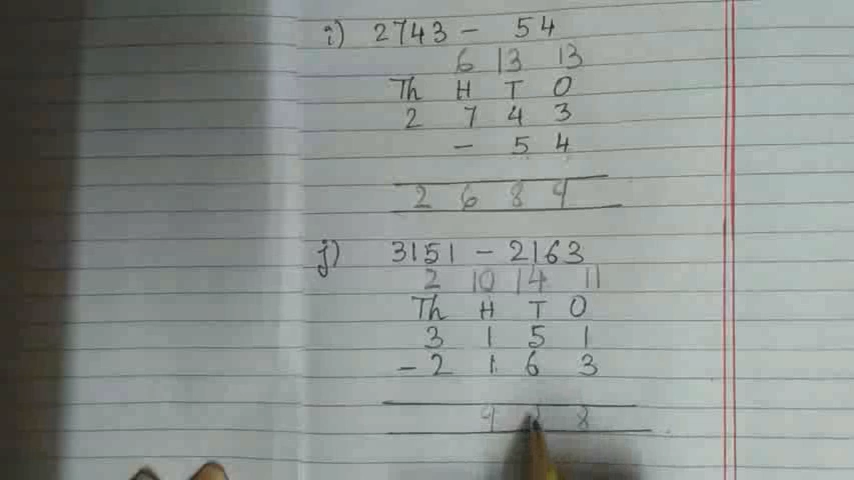 i) 2743 - 54
6 13 13
Th H T O
2 7 4 3
- 5 4
2 6 8 9
j) 3151 - 2163
2 10 14 11
Th H T O
3 1 5 1
- 2 1 6 3
9 8